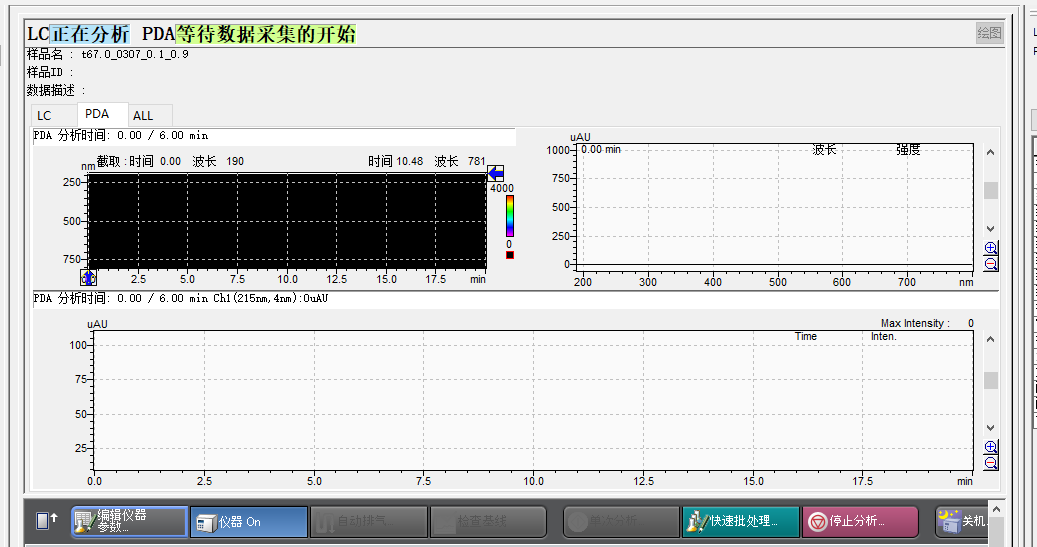 LC正在分析 PDA等待数据采集的开始
绘图
样品名 : t67.0_0307_0.1_0.9
样品ID :
数据描述 :
LC PDA ALL
PDA 分析时间: 0.00 / 6.00 min
截取 : 时间 0.00 波长 190 时间 10.48 波长 781
nm
250
500
750
2.5 5.0 7.5 10.0 12.5 15.0 17.5 min
4000
0
uAU
0.00 min 波长 强度
1000
750
500
250
0
200 300 400 500 600 700 nm
PDA 分析时间: 0.00 / 6.00 min Ch1(215nm,4nm):0uAU
uAU
Max Intensity : 0
Time Inten.
100
75
50
25
0.0 2.5 5.0 7.5 10.0 12.5 15.0 17.5 min
编辑仪器
参数...
仪器 On
自动排气...
检查基线
单次分析...
快速批处理...
停止分析...
关机